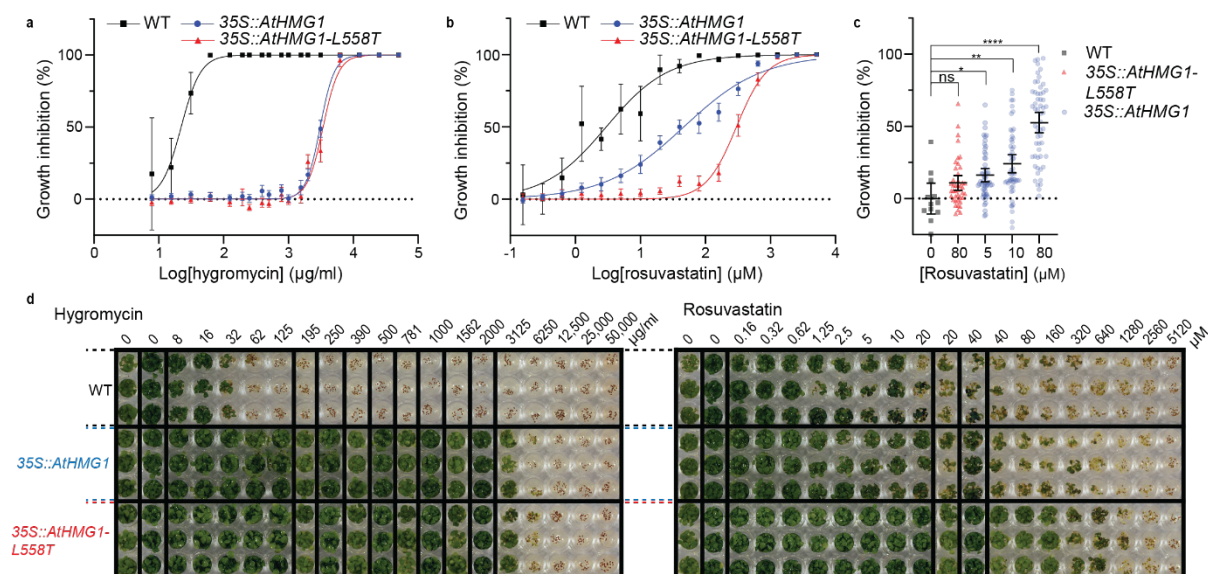 a
WT
35S::AtHMG1
35S::AtHMG1-L558T
Growth inhibition (%)
100
50
0
0
1
2
3
4
5
Log[hygromycin] (µg/ml)
b
WT
35S::AtHMG1
35S::AtHMG1-L558T
Growth inhibition (%)
100
50
0
-1
0
1
2
3
4
Log[rosuvastatin] (µM)
c
****
**
*
ns
WT
35S::AtHMG1-
L558T
35S::AtHMG1
Growth inhibition (%)
100
50
0
0 80 5 10 80
[Rosuvastatin] (µM)
d
Hygromycin
0 0 8 16 32 62 125 195 250 390 500 781 1000 1562 2000 3125 6250 12,500 25,000 50,000 µg/ml
Rosuvastatin
0 0 0.16 0.32 0.62 1.25 2.5 5 10 20 20 40 40 80 160 320 640 1280 2560 5120 µM
WT
35S::AtHMG1
35S::AtHMG1-
L558T